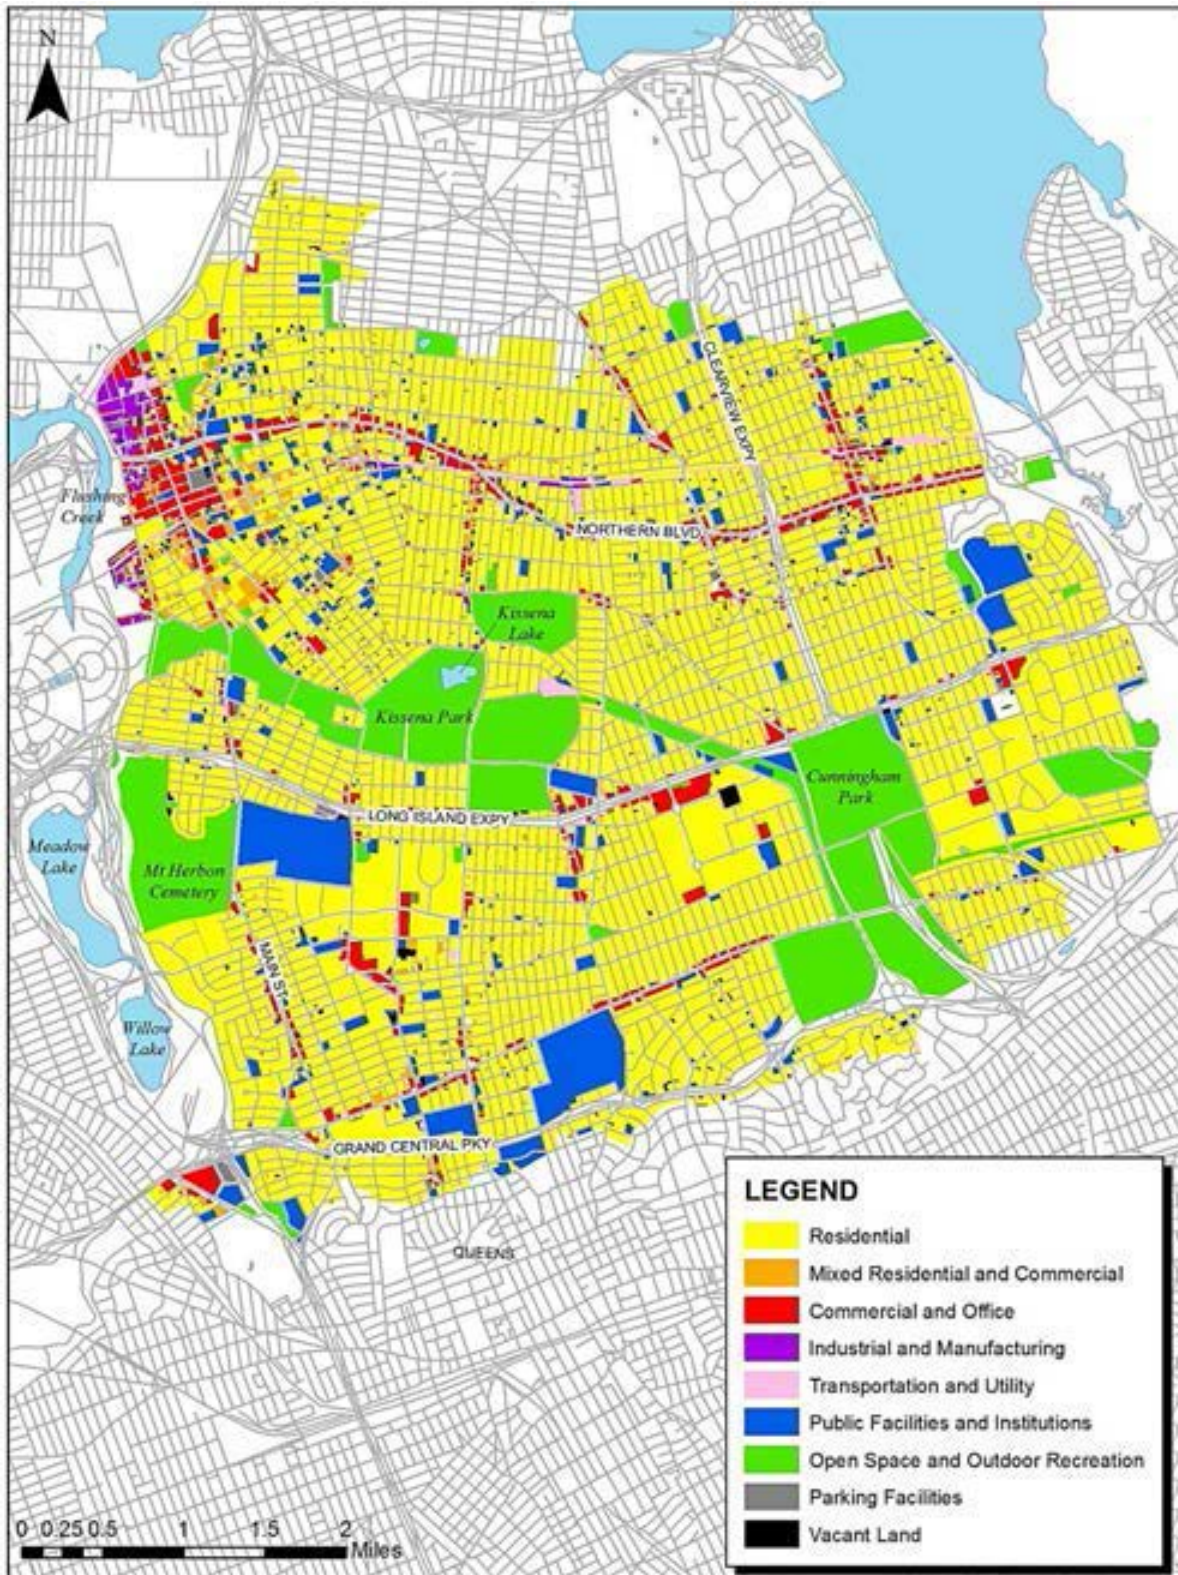 N
CLEARVIEW EXPY
Flushing
Creek
NORTHERN BLVD
Kissena
Lake
Kissena Park
Cunningham
Park
LONG ISLAND EXPY
Meadow
Lake
Mt Herbon
Cemetery
MAIN ST
Willow
Lake
GRAND CENTRAL PKY
QUEENS
LEGEND
Residential
Mixed Residential and Commercial
Commercial and Office
Industrial and Manufacturing
Transportation and Utility
Public Facilities and Institutions
Open Space and Outdoor Recreation
Parking Facilities
Vacant Land
0 0.25 0.5 1 1.5 2
Miles